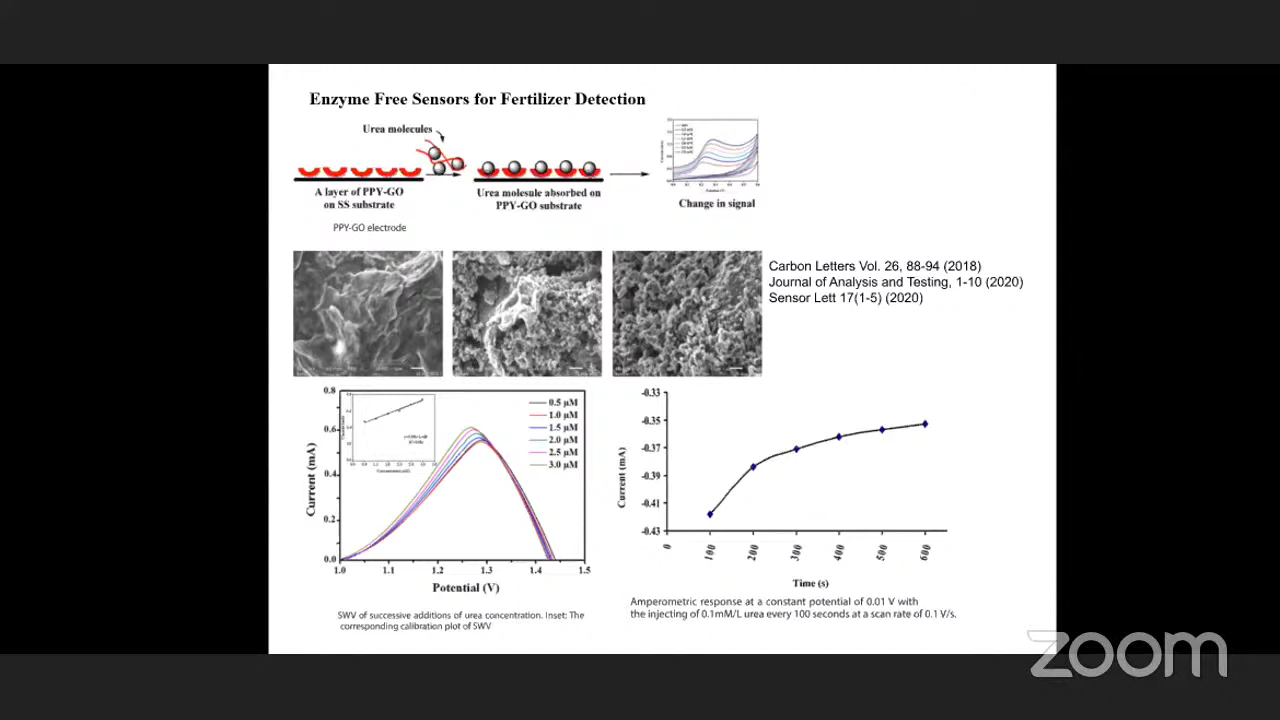 Enzyme Free Sensors for Fertilizer Detection
Urea molecules
A layer of PPY-GO
on SS substrate
Urea molesule absorbed on
PPY-GO substrate
Change in signal
PPY-GO electrode
Carbon Letters Vol. 26, 88-94 (2018)
Journal of Analysis and Testing, 1-10 (2020)
Sensor Lett 17(1-5) (2020)
Current (mA)
0.8
0.6
0.4
0.2
0.0
1.0
1.1
1.2
1.3
1.4
1.5
Potential (V)
0.5 µM
1.0 µM
1.5 µM
2.0 µM
2.5 µM
3.0 µM
SWV of successive additions of urea concentration. Inset: The
corresponding calibration plot of SWV
Current (mA)
-0.33
-0.35
-0.37
-0.39
-0.41
-0.43
0
100
200
300
400
500
600
Time (s)
Amperometric response at a constant potential of 0.01 V with
the injecting of 0.1mM/L urea every 100 seconds at a scan rate of 0.1 V/s.
zoom